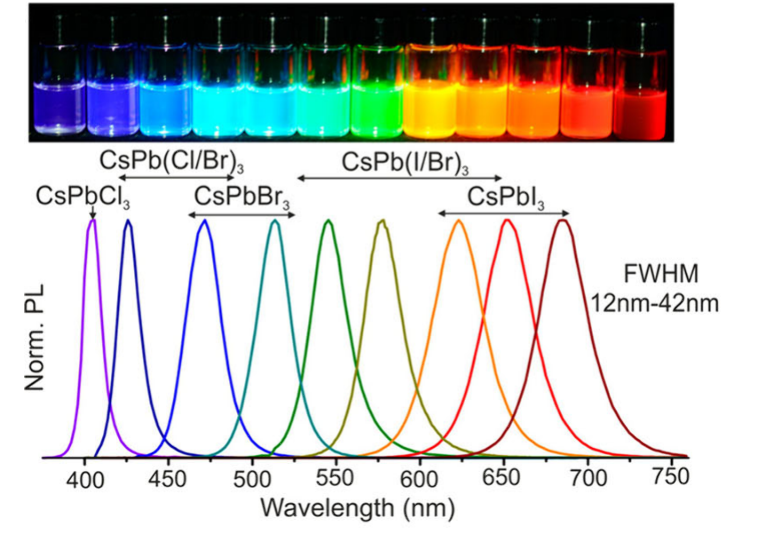 CsPb(Cl/Br)₃
CsPb(I/Br)₃
CsPbCl₃
CsPbBr₃
CsPbI₃
FWHM
12nm-42nm
Norm. PL
400 450 500 550 600 650 700 750
Wavelength (nm)